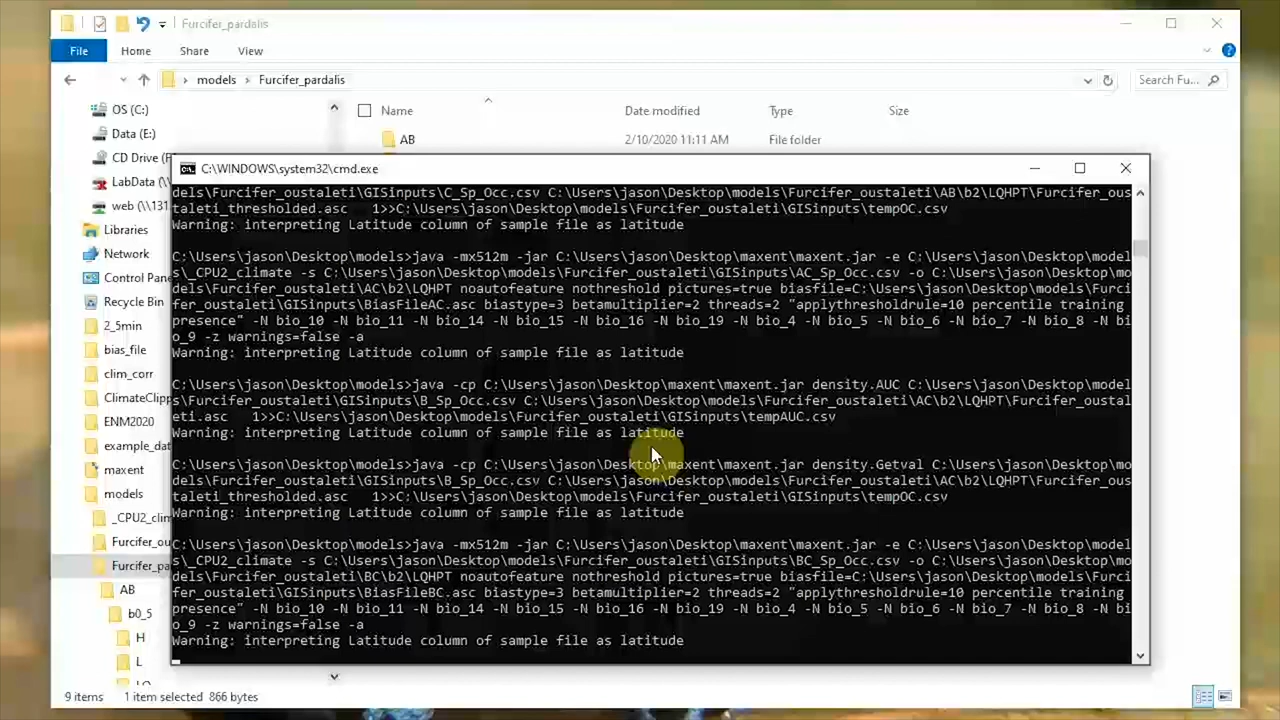 Furcifer_pardalis
File Home Share View
models Furcifer_pardalis Search Fu...
OS (C:)
Data (E:)
CD Drive (F
LabData (\\
web (\\131
Libraries
Network
Control Pane
Recycle Bin
2_5min
bias_file
clim_corr
ClimateClipp
ENM2020
example_dat
maxent
models
_CPU2_clim
Furcifer_ou
Furcifer_pa
AB
b0_5
H
L
Name Date modified Type Size
AB 2/10/2020 11:11 AM File folder
C:\WINDOWS\system32\cmd.exe
dels\Furcifer_oustaleti\GISinputs\C_Sp_Occ.csv C:\Users\jason\Desktop\models\Furcifer_oustaleti\AB\b2\LQHPT\Furcifer_ous
taleti_thresholded.asc 1>>C:\Users\jason\Desktop\models\Furcifer_oustaleti\GISinputs\tempOC.csv
Warning: interpreting Latitude column of sample file as latitude
C:\Users\jason\Desktop\models>java -mx512m -jar C:\Users\jason\Desktop\maxent\maxent.jar -e C:\Users\jason\Desktop\model
s\_CPU2_climate -s C:\Users\jason\Desktop\models\Furcifer_oustaleti\GISinputs\AC_Sp_Occ.csv -o C:\Users\jason\Desktop\mo
dels\Furcifer_oustaleti\AC\b2\LQHPT noautofeature nothreshold pictures=true biasfile=C:\Users\jason\Desktop\models\Furci
fer_oustaleti\GISinputs\BiasFileAC.asc biastype=3 betamultiplier=2 threads=2 "applythresholdrule=10 percentile training
presence" -N bio_10 -N bio_11 -N bio_14 -N bio_15 -N bio_16 -N bio_19 -N bio_4 -N bio_5 -N bio_6 -N bio_7 -N bio_8 -N bi
o_9 -z warnings=false -a
Warning: interpreting Latitude column of sample file as latitude
C:\Users\jason\Desktop\models>java -cp C:\Users\jason\Desktop\maxent\maxent.jar density.AUC C:\Users\jason\Desktop\model
s\Furcifer_oustaleti\GISinputs\B_Sp_Occ.csv C:\Users\jason\Desktop\models\Furcifer_oustaleti\AC\b2\LQHPT\Furcifer_oustal
eti.asc 1>>C:\Users\jason\Desktop\models\Furcifer_oustaleti\GISinputs\tempAUC.csv
Warning: interpreting Latitude column of sample file as latitude
C:\Users\jason\Desktop\models>java -cp C:\Users\jason\Desktop\maxent\maxent.jar density.Getval C:\Users\jason\Desktop\mo
dels\Furcifer_oustaleti\GISinputs\B_Sp_Occ.csv C:\Users\jason\Desktop\models\Furcifer_oustaleti\AC\b2\LQHPT\Furcifer_ous
taleti_thresholded.asc 1>>C:\Users\jason\Desktop\models\Furcifer_oustaleti\GISinputs\tempOC.csv
Warning: interpreting Latitude column of sample file as latitude
C:\Users\jason\Desktop\models>java -mx512m -jar C:\Users\jason\Desktop\maxent\maxent.jar -e C:\Users\jason\Desktop\model
s\_CPU2_climate -s C:\Users\jason\Desktop\models\Furcifer_oustaleti\GISinputs\BC_Sp_Occ.csv -o C:\Users\jason\Desktop\mo
dels\Furcifer_oustaleti\BC\b2\LQHPT noautofeature nothreshold pictures=true biasfile=C:\Users\jason\Desktop\models\Furci
fer_oustaleti\GISinputs\BiasFileBC.asc biastype=3 betamultiplier=2 threads=2 "applythresholdrule=10 percentile training
presence" -N bio_10 -N bio_11 -N bio_14 -N bio_15 -N bio_16 -N bio_19 -N bio_4 -N bio_5 -N bio_6 -N bio_7 -N bio_8 -N bi
o_9 -z warnings=false -a
Warning: interpreting Latitude column of sample file as latitude
9 items 1 item selected 866 bytes